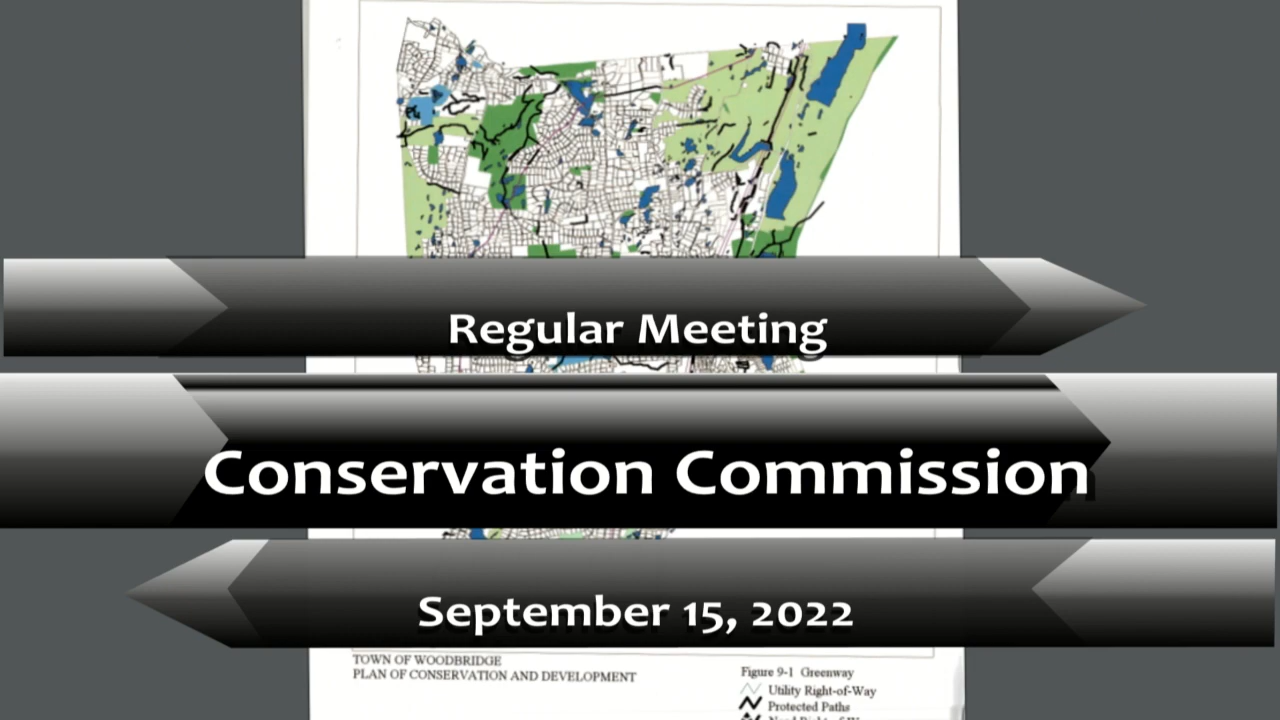 Regular Meeting
Conservation Commission
September 15, 2022
TOWN OF WOODBRIDGE
PLAN OF CONSERVATION AND DEVELOPMENT
Figure 9-1 Greenway
Utility Right-of-Way
Protected Paths